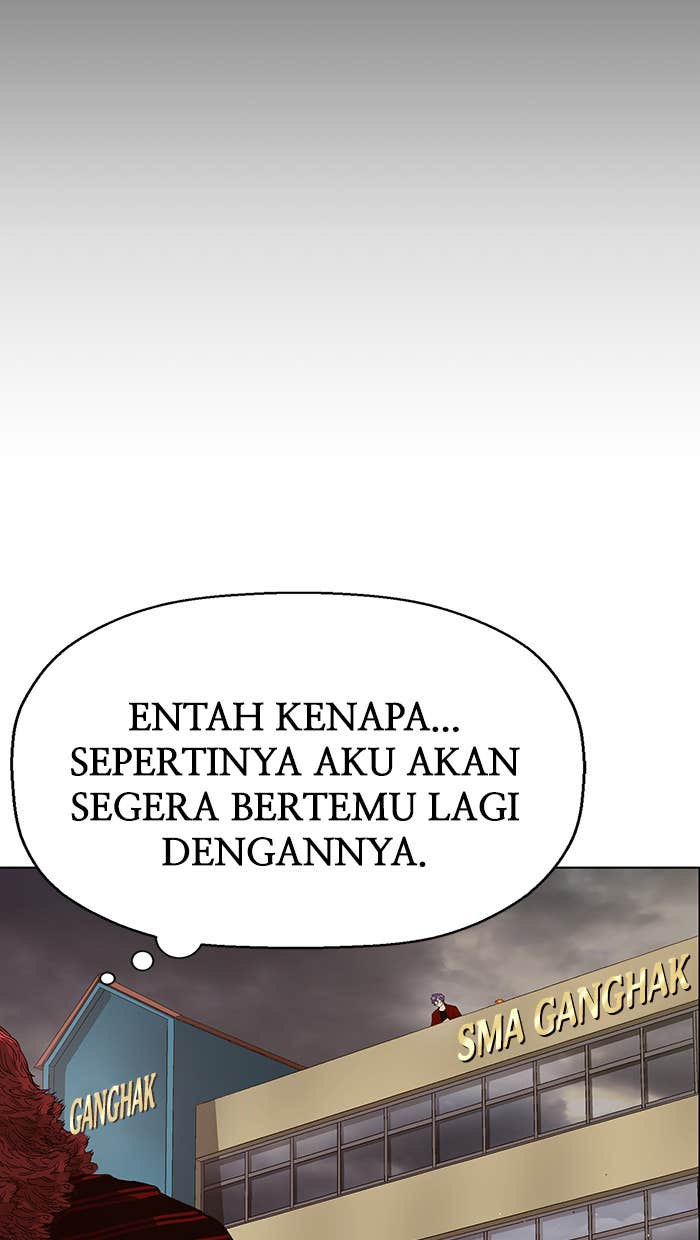 ENTAH KENAPA...
SEPERTINYA AKU AKAN
SEGERA BERTEMU LAGI
DENGANNYA.
SMA GANGHAK
GANGHAK